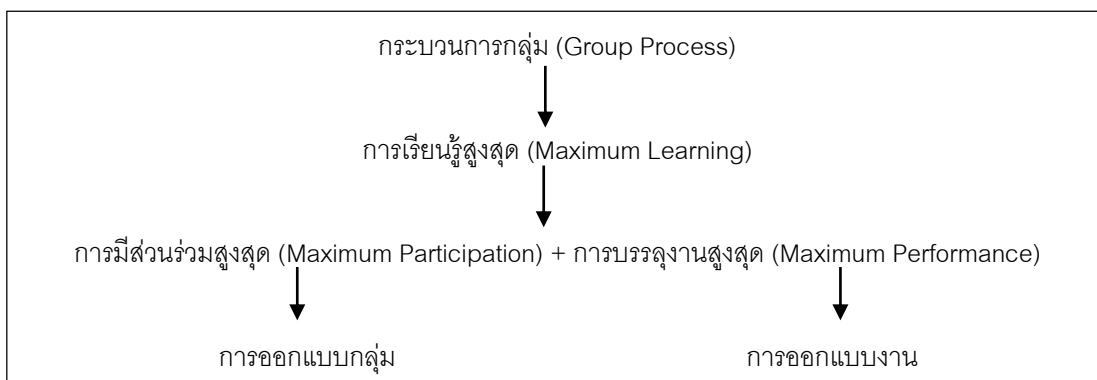 กระบวนการกลุ่ม (Group Process)
การเรียนรู้สูงสุด (Maximum Learning)
การมีส่วนร่วมสูงสุด (Maximum Participation) + การบรรลุงานสูงสุด (Maximum Performance)
การออกแบบกลุ่ม การออกแบบงาน